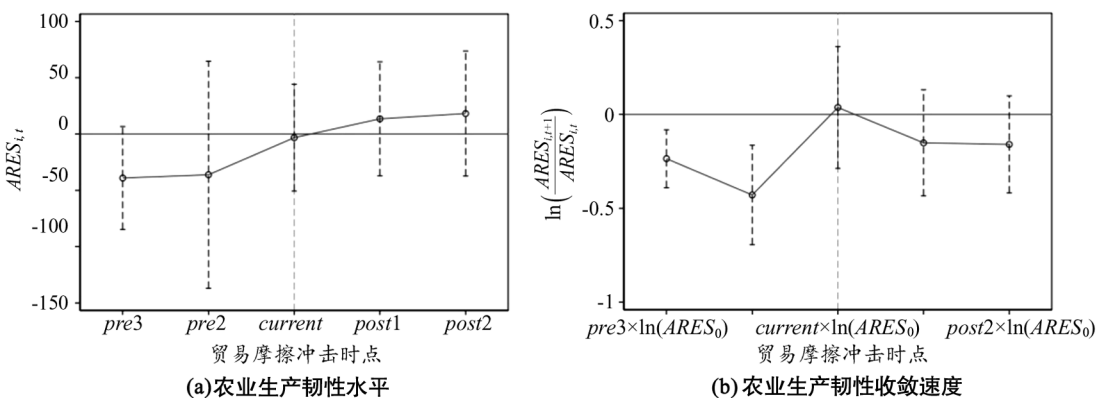 100
50
0
-50
-100
-150
ARES_{i,t}
pre3 pre2 current post1 post2
贸易摩擦冲击时点
(a)农业生产韧性水平
0.5
0
-0.5
-1
ln(ARES_{i,t+1}/ARES_{i,t})
pre3×ln(ARES₀) current×ln(ARES₀) post2×ln(ARES₀)
贸易摩擦冲击时点
(b)农业生产韧性收敛速度